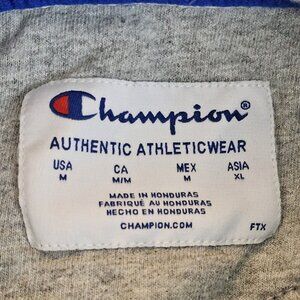 Champion®
AUTHENTIC ATHLETICWEAR
USA CA MEX ASIA
M M/M M XL
MADE IN HONDURAS
FABRIQUÉ AU HONDURAS
HECHO EN HONDURAS
CHAMPION.COM
FTX